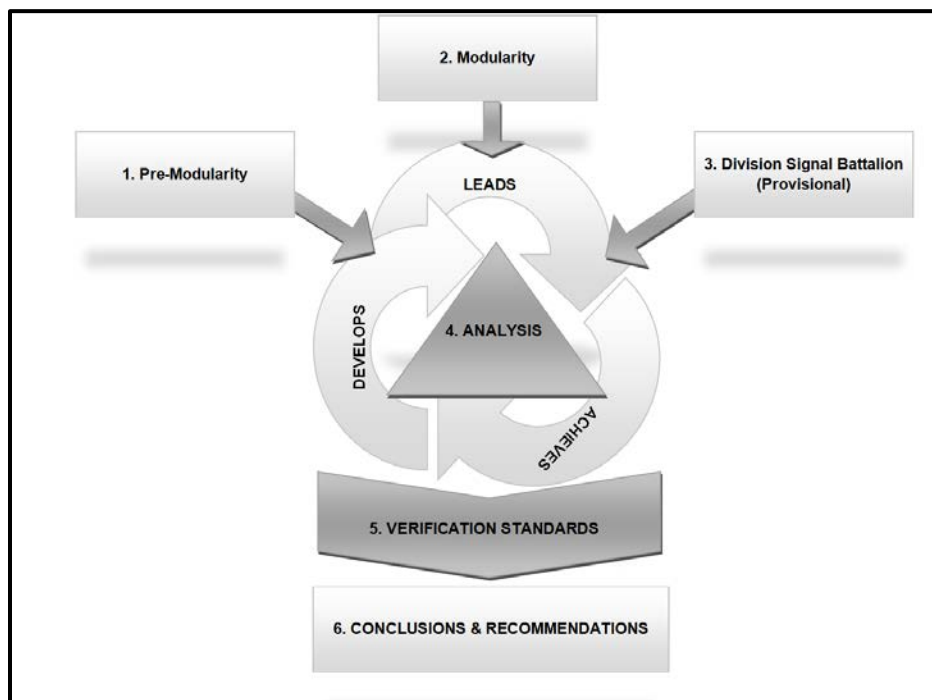 2. Modularity
1. Pre-Modularity
3. Division Signal Battalion
(Provisional)
LEADS
DEVELOPS
4. ANALYSIS
ACHIEVES
5. VERIFICATION STANDARDS
6. CONCLUSIONS & RECOMMENDATIONS